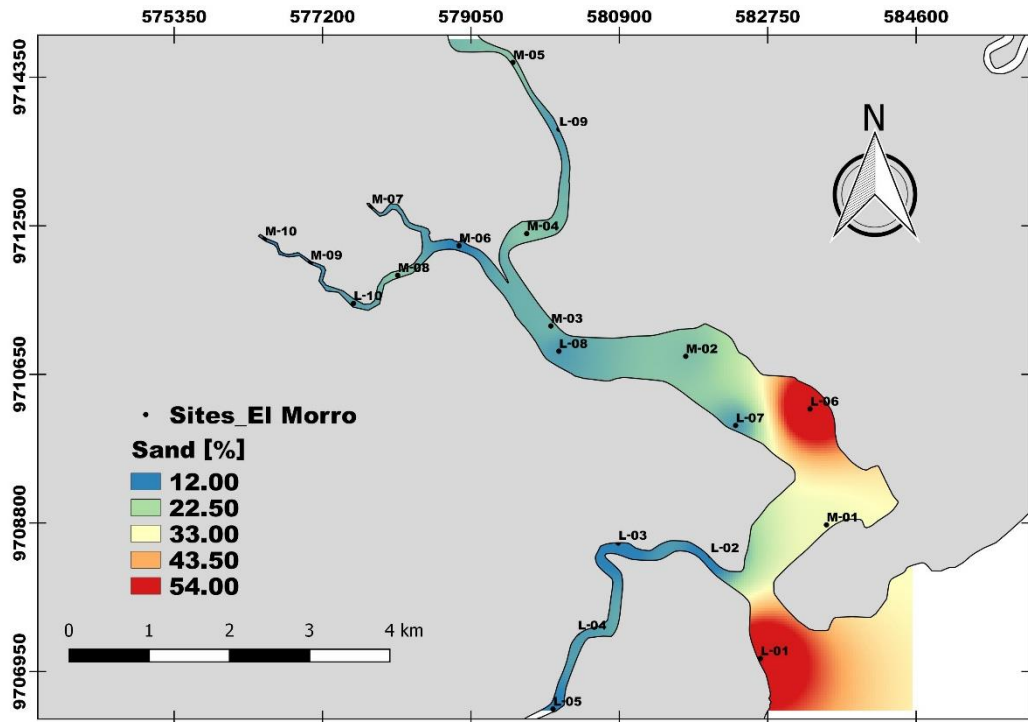 575350 577200 579050 580900 582750 584600
9714350
9712500
9710650
9708800
9706950
M-05
L-09
N
M-07
M-10
M-06
M-04
M-09
M-08
L-10
M-03
L-08
M-02
L-06
L-07
Sites_El Morro
Sand [%]
12.00
22.50
33.00
43.50
54.00
M-01
L-03
L-02
L-04
0 1 2 3 4 km
L-01
L-05